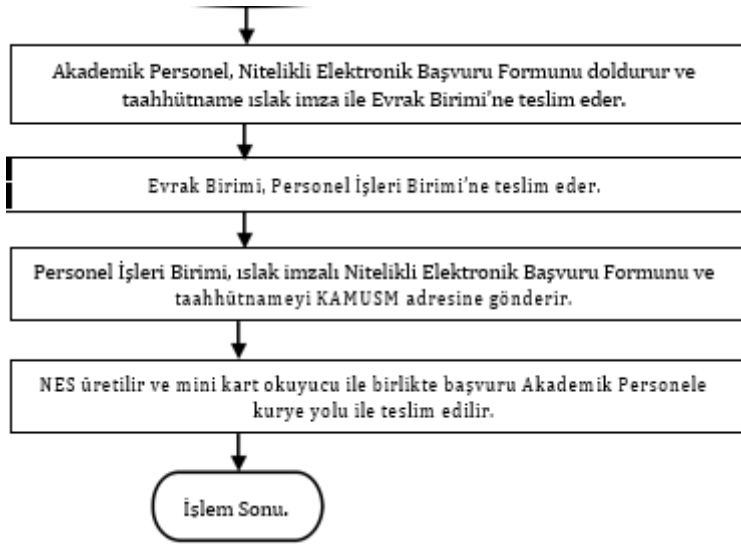 Akademik Personel, Nitelikli Elektronik Başvuru Formunu doldurur ve
taahhütname ıslak imza ile Evrak Birimi'ne teslim eder.
Evrak Birimi, Personel İşleri Birimi'ne teslim eder.
Personel İşleri Birimi, ıslak imzalı Nitelikli Elektronik Başvuru Formunu ve
taahhütnameyi KAMUSM adresine gönderir.
NES üretilir ve mini kart okuyucu ile birlikte başvuru Akademik Personele
kurye yolu ile teslim edilir.
İşlem Sonu.